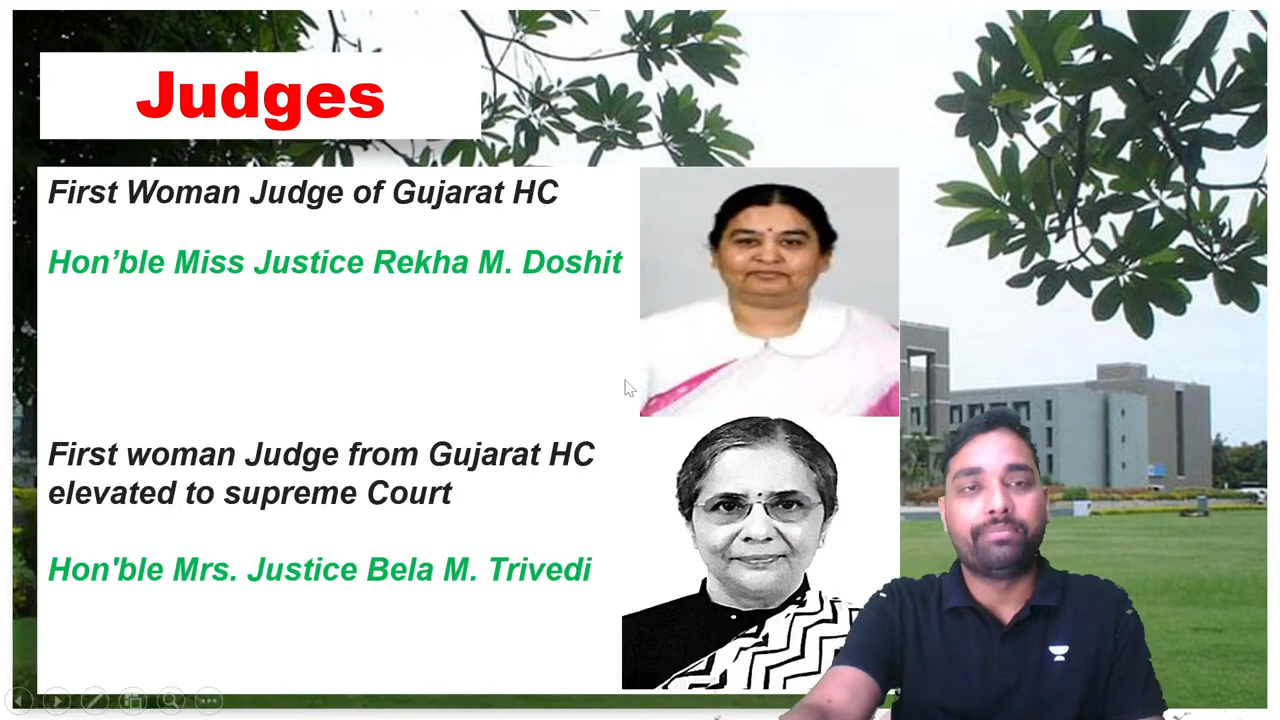 Judges
First Woman Judge of Gujarat HC
Hon’ble Miss Justice Rekha M. Doshit
First woman Judge from Gujarat HC
elevated to supreme Court
Hon'ble Mrs. Justice Bela M. Trivedi